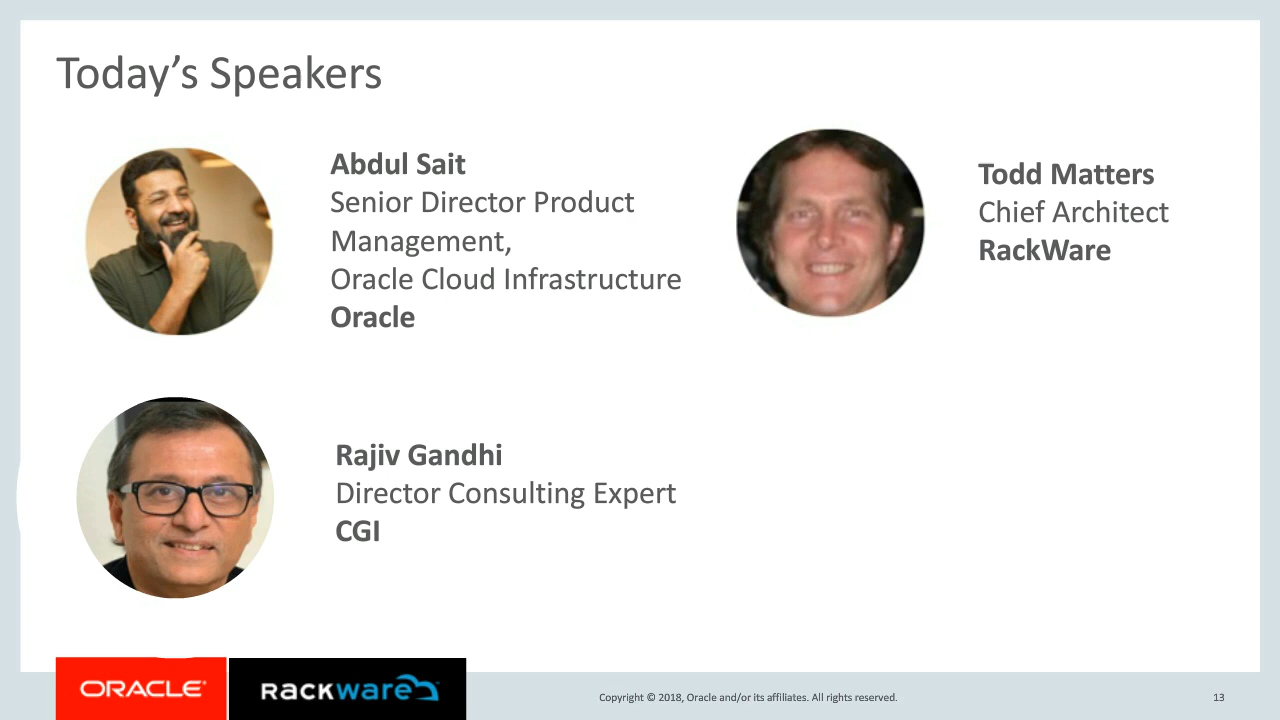 Today’s Speakers
Abdul Sait
Senior Director Product
Management,
Oracle Cloud Infrastructure
Oracle
Todd Matters
Chief Architect
RackWare
Rajiv Gandhi
Director Consulting Expert
CGI
ORACLE®
RACKWARE
Copyright © 2018, Oracle and/or its affiliates. All rights reserved.
13